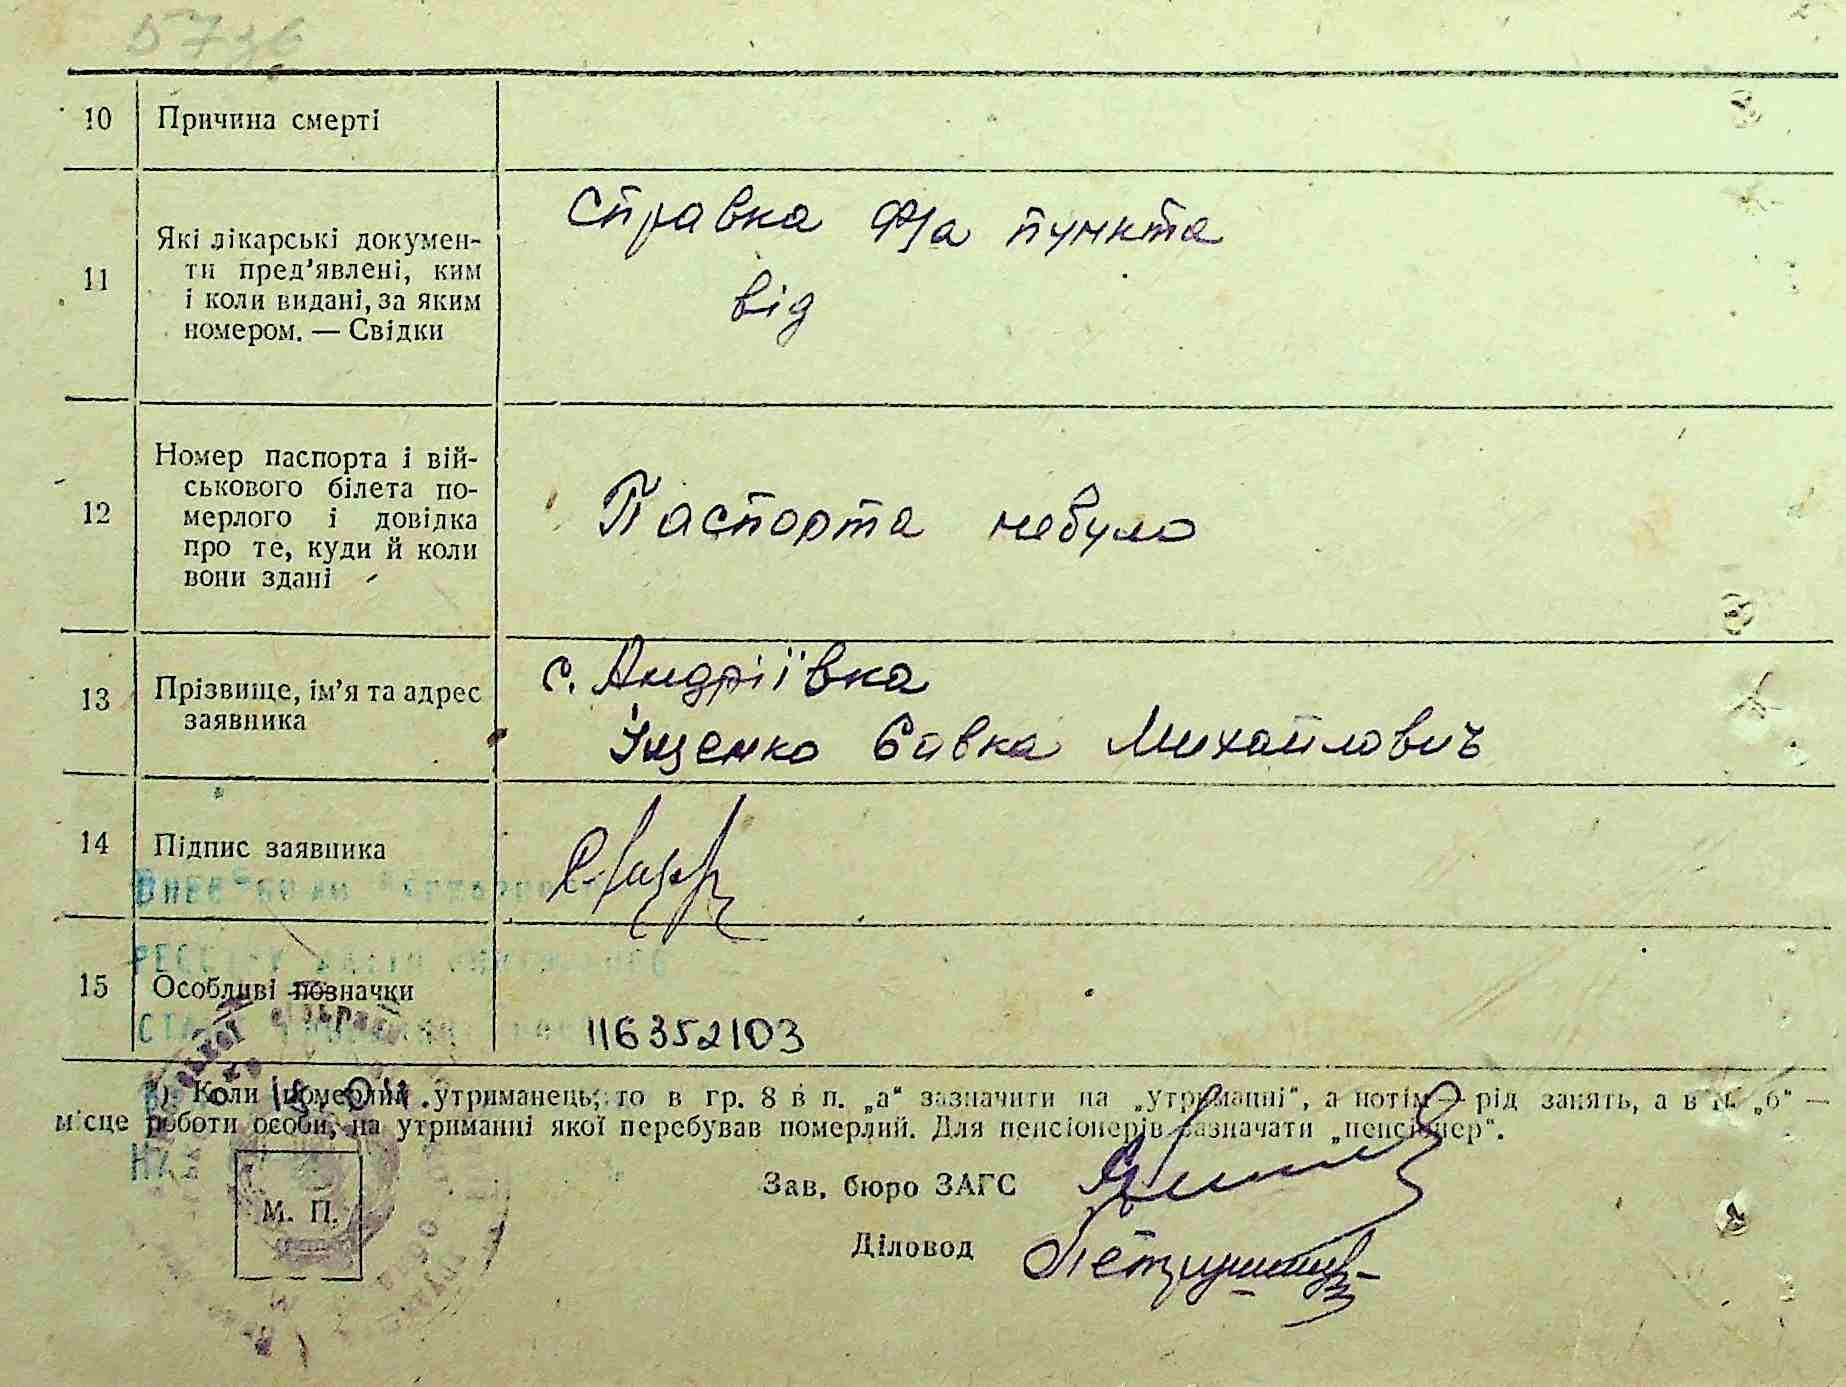 10 Причина смерті
11 Які лікарські докумен-
ти пред’явлені, ким
і коли видані, за яким
номером. — Свідки
Справка ф/а пункта
від
12 Номер паспорта і вій-
ськового білета по-
мерлого і довідка
про те, куди й коли
вони здані
Паспорта небуло
13 Прізвище, ім’я та адрес
заявника
с. Андріївка
Іщенко Савка Михайлович
14 Підпис заявника
15 Особливі позначки
116352103
Коли померлий утриманець, то в гр. 8 в п. „а“ зазначити на „утриманні“, а потім — рід занять, а в п. „б“ —
місце роботи особи, на утриманні якої перебував померлий. Для пенсіонерів зазначати „пенсіонер“.
М. П.
Зав. бюро ЗАГС
Діловод